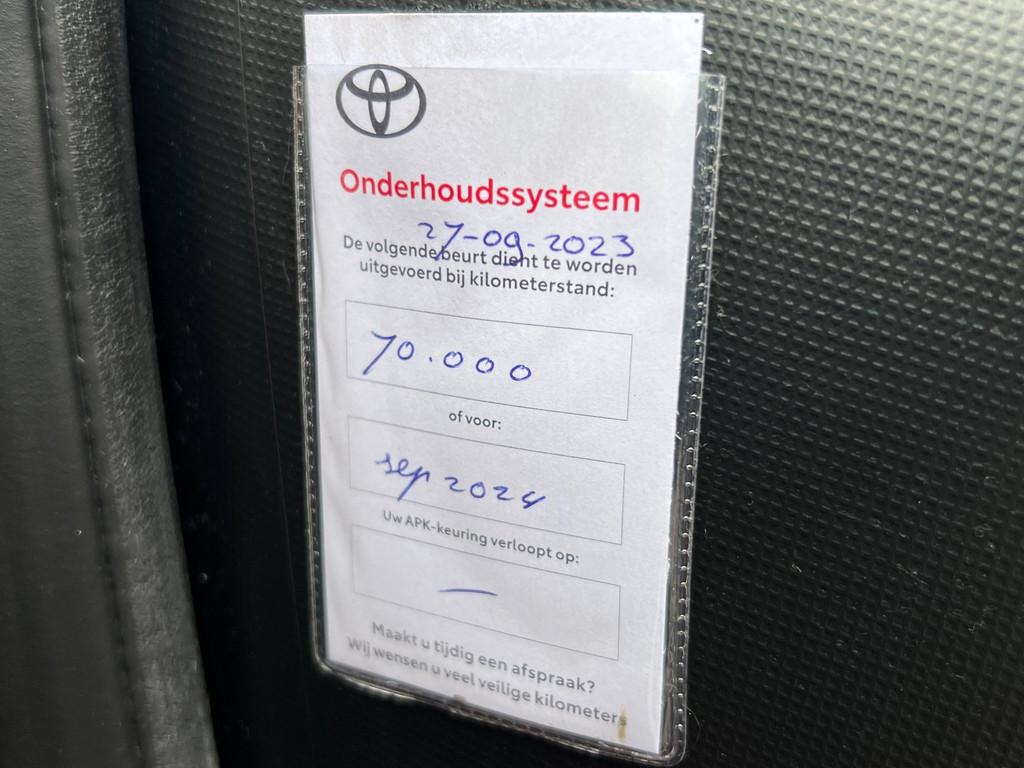 Onderhoudssysteem
27-09-2023
De volgende beurt dient te worden
uitgevoerd bij kilometerstand:
70.000
of voor:
sep 2024
Uw APK-keuring verloopt op:
—
Maakt u tijdig een afspraak?
Wij wensen u veel veilige kilometers